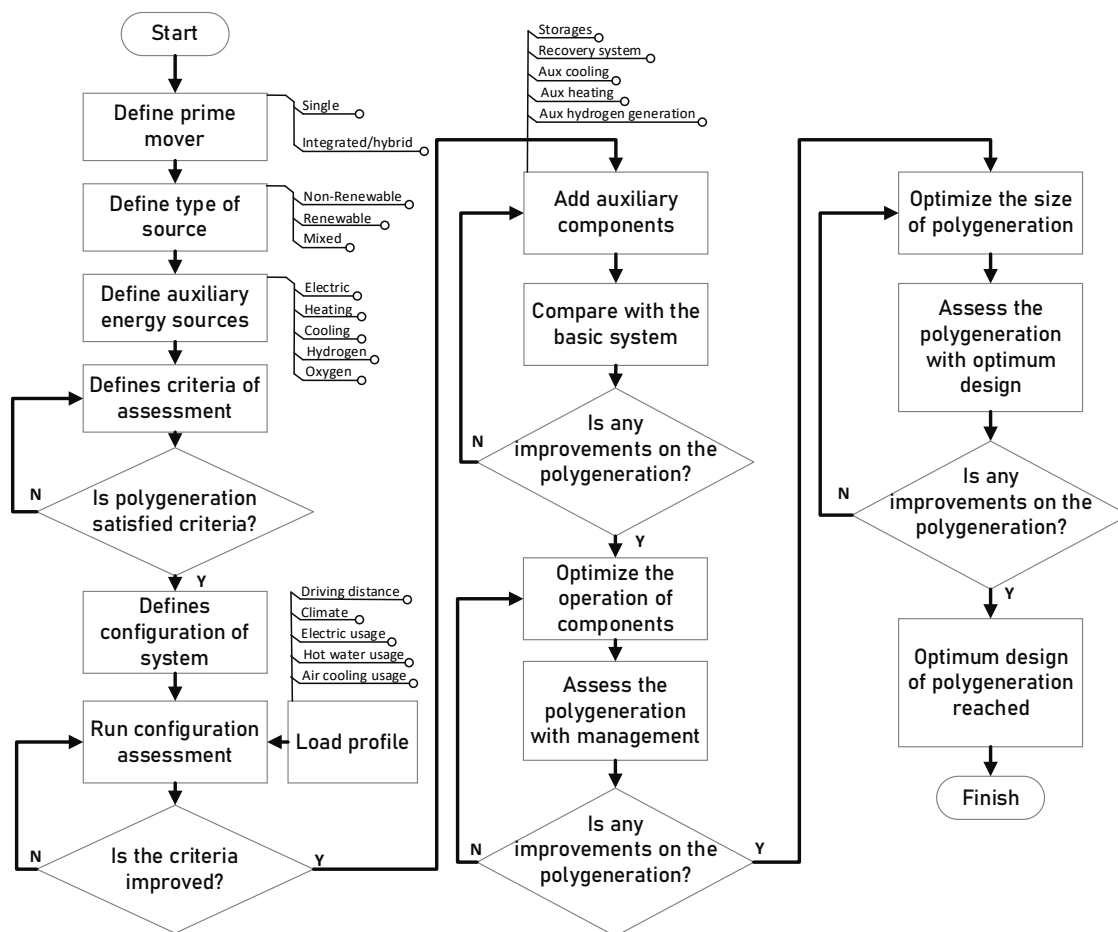 Start
Define prime
mover
Single
Integrated/hybrid
Define type of
source
Non-Renewable
Renewable
Mixed
Define auxiliary
energy sources
Electric
Heating
Cooling
Hydrogen
Oxygen
Defines criteria of
assessment
N
Is polygeneration
satisfied criteria?
Y
Defines
configuration of
system
Driving distance
Climate
Electric usage
Hot water usage
Air cooling usage
Run configuration
assessment
Load profile
N
Is the criteria
improved?
Y
Storages
Recovery system
Aux cooling
Aux heating
Aux hydrogen generation
Add auxiliary
components
Compare with the
basic system
N
Is any
improvements on the
polygeneration?
Y
Optimize the
operation of
components
Assess the
polygeneration
with management
N
Is any
improvements on the
polygeneration?
Y
Optimize the size
of polygeneration
Assess the
polygeneration
with optimum
design
N
Is any
improvements on the
polygeneration?
Y
Optimum design
of polygeneration
reached
Finish